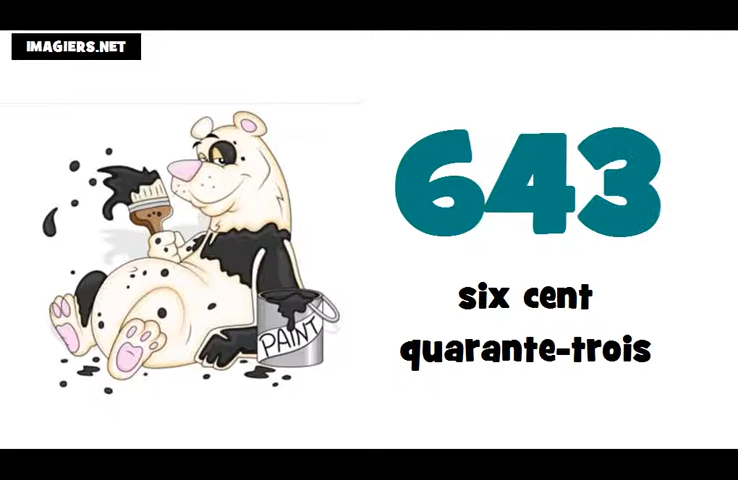 IMAGIERS.NET
643
six cent
quarante-trois
PAINT